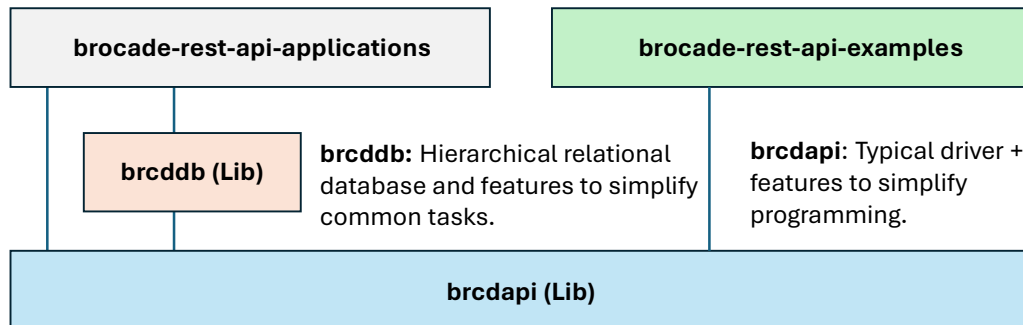 brocade-rest-api-applications
brocade-rest-api-examples
brcddb (Lib)
brcddb: Hierarchical relational
database and features to simplify
common tasks.
brcdapi: Typical driver +
features to simplify
programming.
brcdapi (Lib)